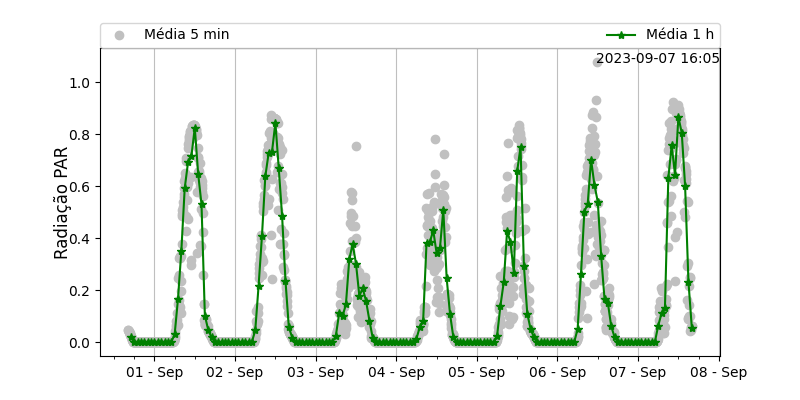 Média 5 min
Média 1 h
2023-09-07 16:05
Radiação PAR
1.0
0.8
0.6
0.4
0.2
0.0
01 - Sep
02 - Sep
03 - Sep
04 - Sep
05 - Sep
06 - Sep
07 - Sep
08 - Sep